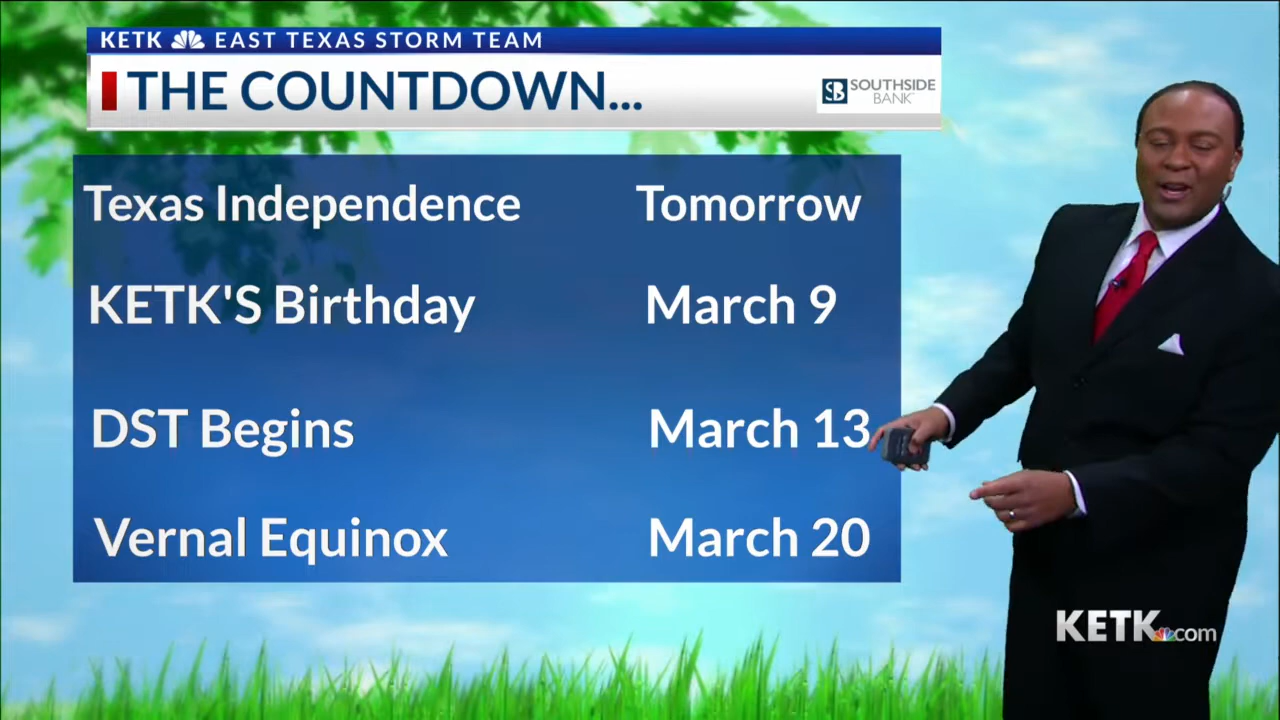 KETK EAST TEXAS STORM TEAM
THE COUNTDOWN...
SOUTHSIDE
BANK
Texas Independence Tomorrow
KETK'S Birthday March 9
DST Begins March 13
Vernal Equinox March 20
KETK.com